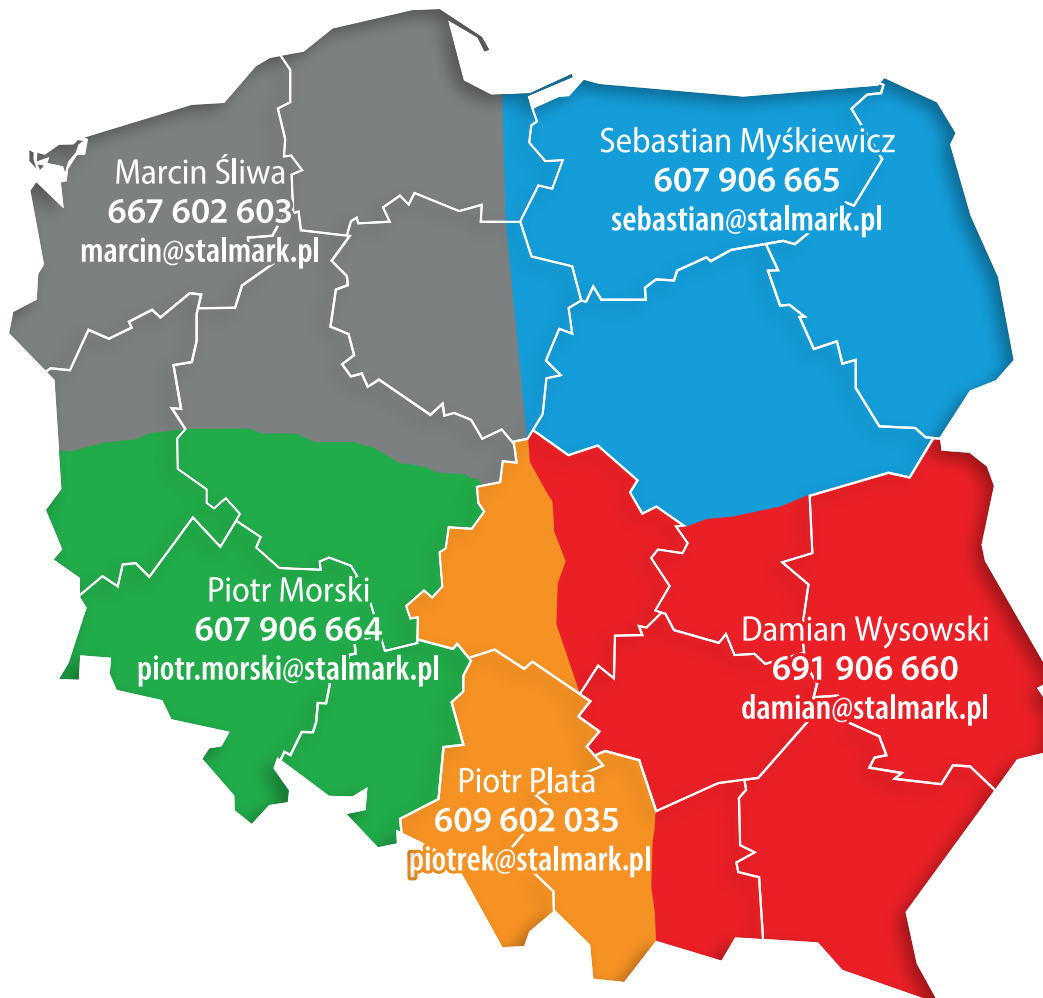 Marcin Śliwa
667 602 603
marcin@stalmark.pl
Sebastian Myśkiewicz
607 906 665
sebastian@stalmark.pl
Piotr Morski
607 906 664
piotr.morski@stalmark.pl
Damian Wysowski
691 906 660
damian@stalmark.pl
Piotr Plata
609 602 035
piotrek@stalmark.pl